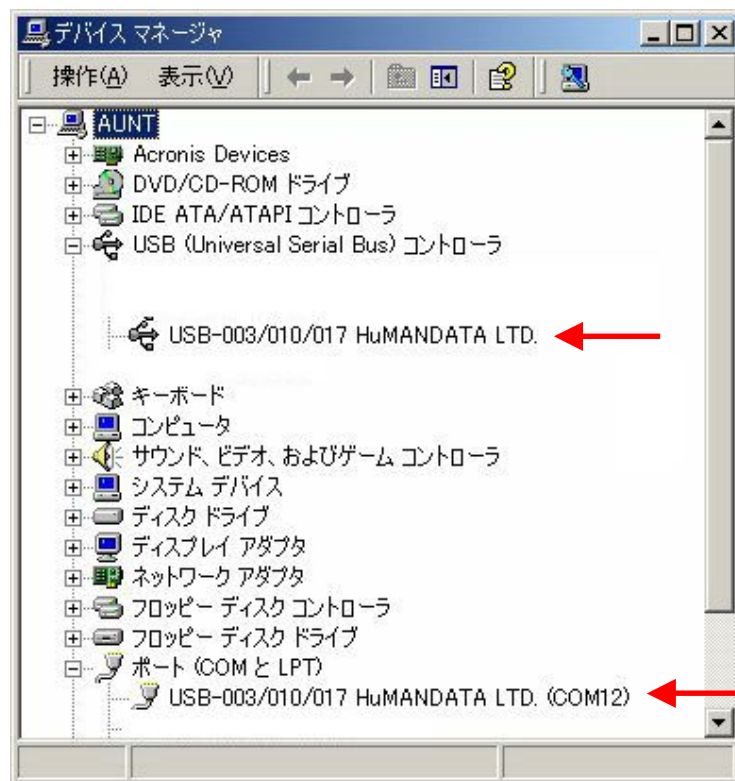 デバイス マネージャ
操作(A) 表示(V)
AUNT
Acronis Devices
DVD/CD-ROM ドライブ
IDE ATA/ATAPI コントローラ
USB (Universal Serial Bus) コントローラ
USB-003/010/017 HuMANDATA LTD.
キーボード
コンピュータ
サウンド、ビデオ、およびゲーム コントローラ
システム デバイス
ディスク ドライブ
ディスプレイ アダプタ
ネットワーク アダプタ
フロッピー ディスク コントローラ
フロッピー ディスク ドライブ
ポート (COM と LPT)
USB-003/010/017 HuMANDATA LTD. (COM12)